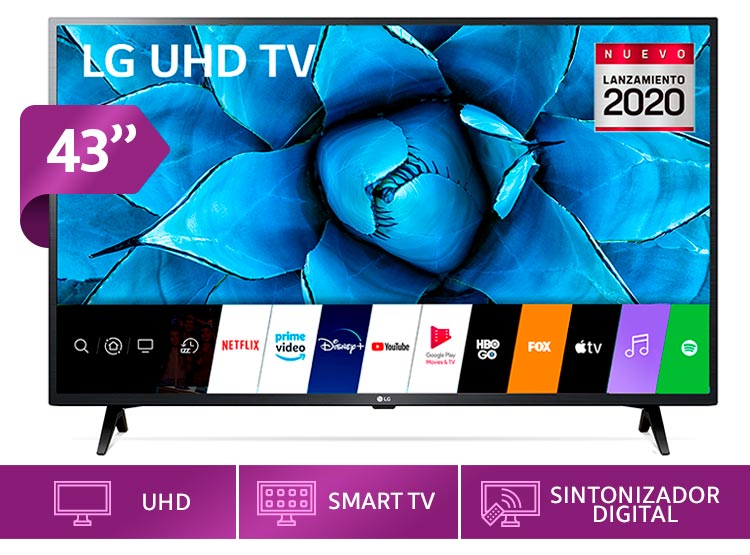 LG UHD TV
NUEVO
LANZAMIENTO
2020
43”
NETFLIX
prime
video
Disney+
YouTube
Google Play
Movies & TV
HBO
GO
FOX
tv
LG
UHD
SMART TV
SINTONIZADOR
DIGITAL